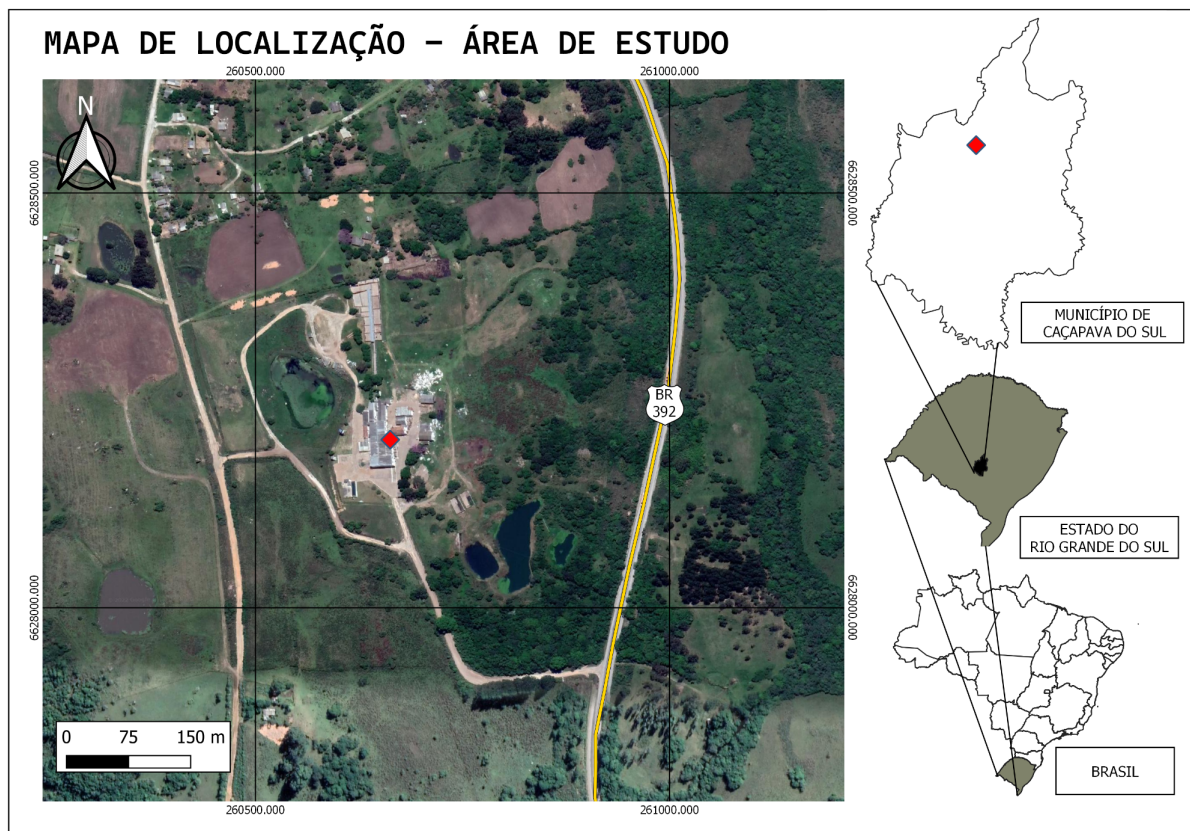 MAPA DE LOCALIZAÇÃO – ÁREA DE ESTUDO
260500.000
261000.000
N
6628500.000
6628500.000
BR
392
6628000.000
6628000.000
0 75 150 m
260500.000
261000.000
MUNICÍPIO DE
CAÇAPAVA DO SUL
ESTADO DO
RIO GRANDE DO SUL
BRASIL